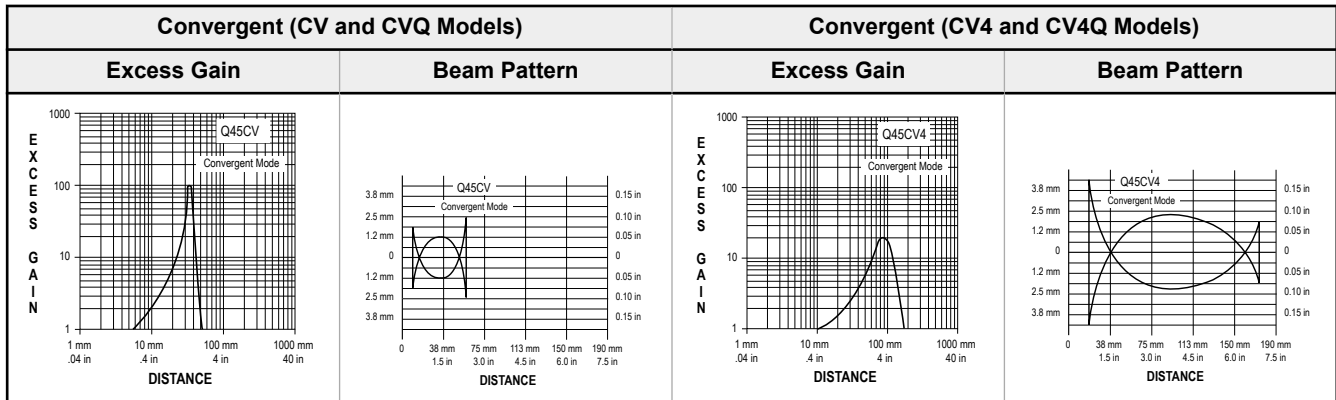 Convergent (CV and CVQ Models)
Convergent (CV4 and CV4Q Models)
Excess Gain
Beam Pattern
Excess Gain
Beam Pattern
EXCESS GAIN
1000
100
10
1
Q45CV
Convergent Mode
1 mm 10 mm 100 mm 1000 mm
.04 in .4 in 4 in 40 in
DISTANCE
Q45CV
Convergent Mode
3.8 mm 0.15 in
2.5 mm 0.10 in
1.2 mm 0.05 in
0 0
1.2 mm 0.05 in
2.5 mm 0.10 in
3.8 mm 0.15 in
0 38 mm 75 mm 113 mm 150 mm 190 mm
1.5 in 3.0 in 4.5 in 6.0 in 7.5 in
DISTANCE
EXCESS GAIN
1000
100
10
1
Q45CV4
Convergent Mode
1 mm 10 mm 100 mm 1000 mm
.04 in .4 in 4 in 40 in
DISTANCE
Q45CV4
Convergent Mode
3.8 mm 0.15 in
2.5 mm 0.10 in
1.2 mm 0.05 in
0 0
1.2 mm 0.05 in
2.5 mm 0.10 in
3.8 mm 0.15 in
0 38 mm 75 mm 113 mm 150 mm 190 mm
1.5 in 3.0 in 4.5 in 6.0 in 7.5 in
DISTANCE